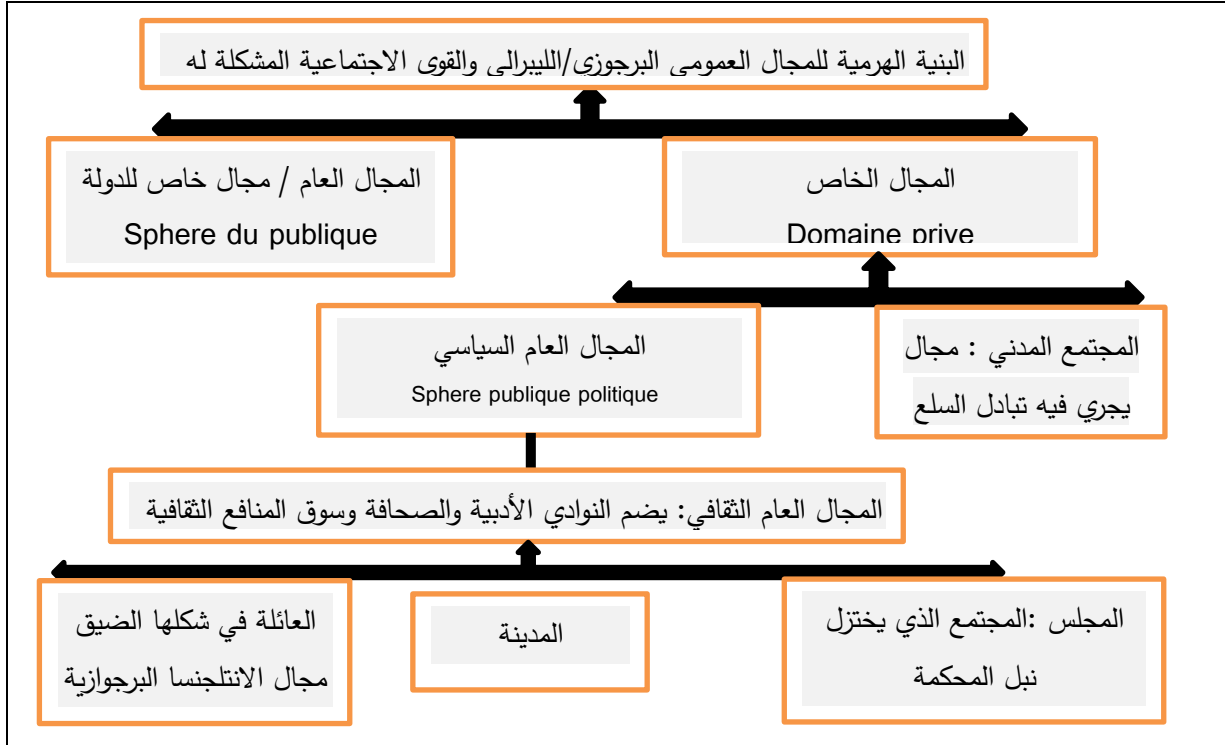 البنية الهرمية للمجال العمومي البرجوزي/الليبرالي والقوى الاجتماعية المشكلة له
المجال الخاص
Domaine prive
المجال العام / مجال خاص للدولة
Sphere du publique
المجتمع المدني : مجال
يجري فيه تبادل السلع
المجال العام السياسي
Sphere publique politique
المجال العام الثقافي: يضم النوادي الأدبية والصحافة وسوق المنافع الثقافية
المجلس :المجتمع الذي يختزل
نبل المحكمة
المدينة
العائلة في شكلها الضيق
مجال الانتلجنسا البرجوازية